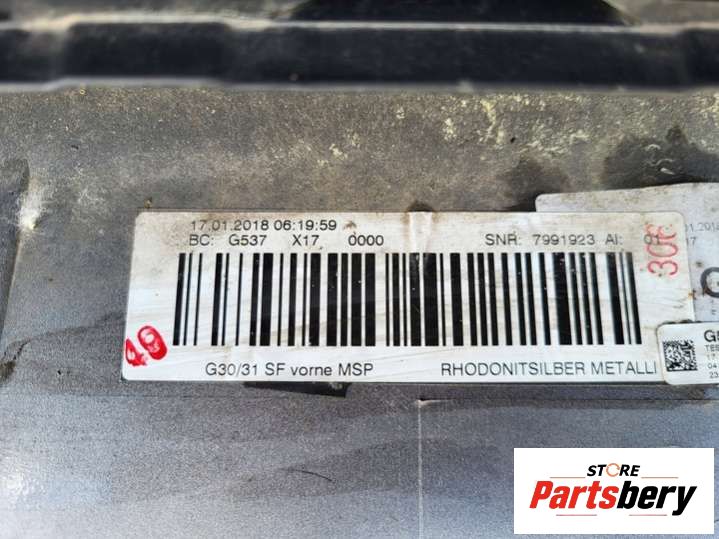 17.01.2018 06:19:59
BC: G537 X17 0000 SNR: 7991923 AI: 01
306
40
G30/31 SF vorne MSP RHODONITSILBER METALLI
STORE
Partsbery